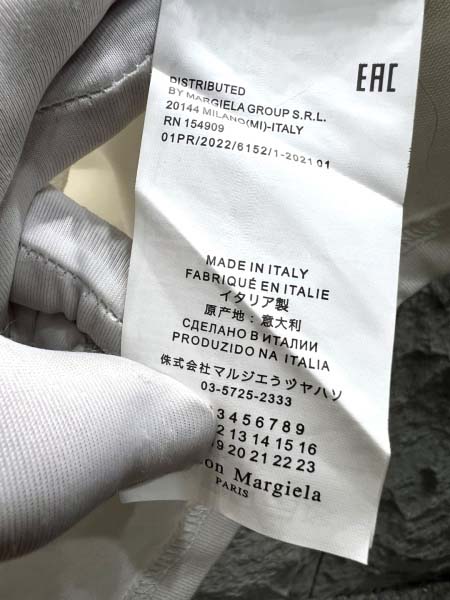 DISTRIBUTED
BY MARGIELA GROUP S.R.L.
20144 MILANO(MI)-ITALY
RN 154909
01PR/2022/6152/1-2021 01
EAC
MADE IN ITALY
FABRIQUÉ EN ITALIE
イタリア製
原产地：意大利
СДЕЛАНО В ИТАЛИИ
PRODUZIDO NA ITALIA
侏式会社マルジエうヅヤハソ
03-5725-2333
3 4 5 6 7 8 9
2 13 14 15 16
9 20 21 22 23
on Margiela
PARIS